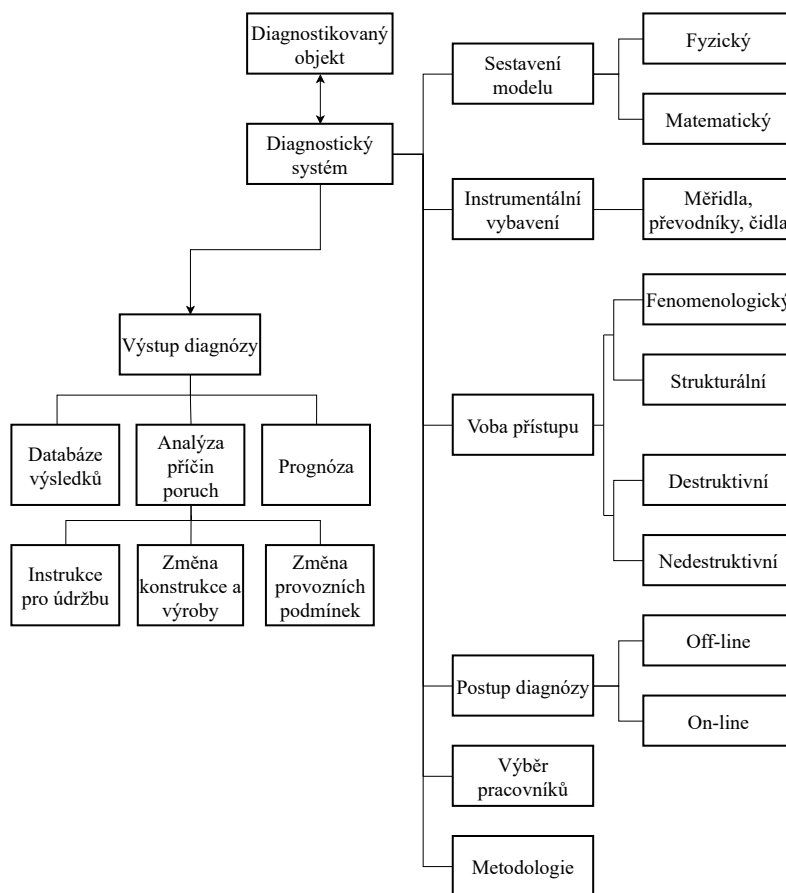 Diagnostikovaný
objekt
Diagnostický
systém
Výstup diagnózy
Databáze
výsledků
Analýza
příčin
poruch
Prognóza
Instrukce
pro údržbu
Změna
konstrukce a
výroby
Změna
provozních
podmínek
Sestavení
modelu
Fyzický
Matematický
Instrumentální
vybavení
Měřidla,
převodníky, čidla
Voba přístupu
Fenomenologický
Strukturální
Destruktivní
Nedestruktivní
Postup diagnózy
Off-line
On-line
Výběr
pracovníků
Metodologie